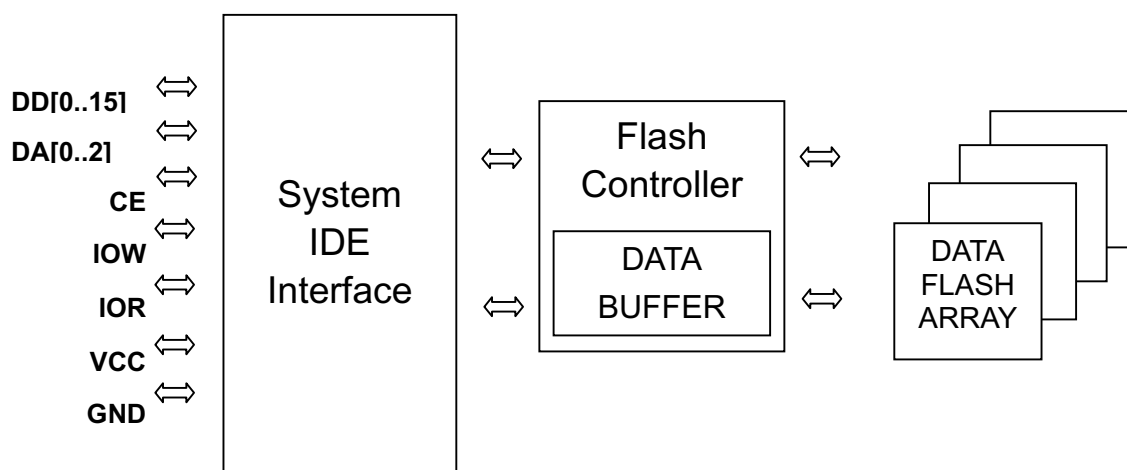 DD[0..15]
DA[0..2]
CE
IOW
IOR
VCC
GND
System
IDE
Interface
Flash
Controller
DATA
BUFFER
DATA
FLASH
ARRAY